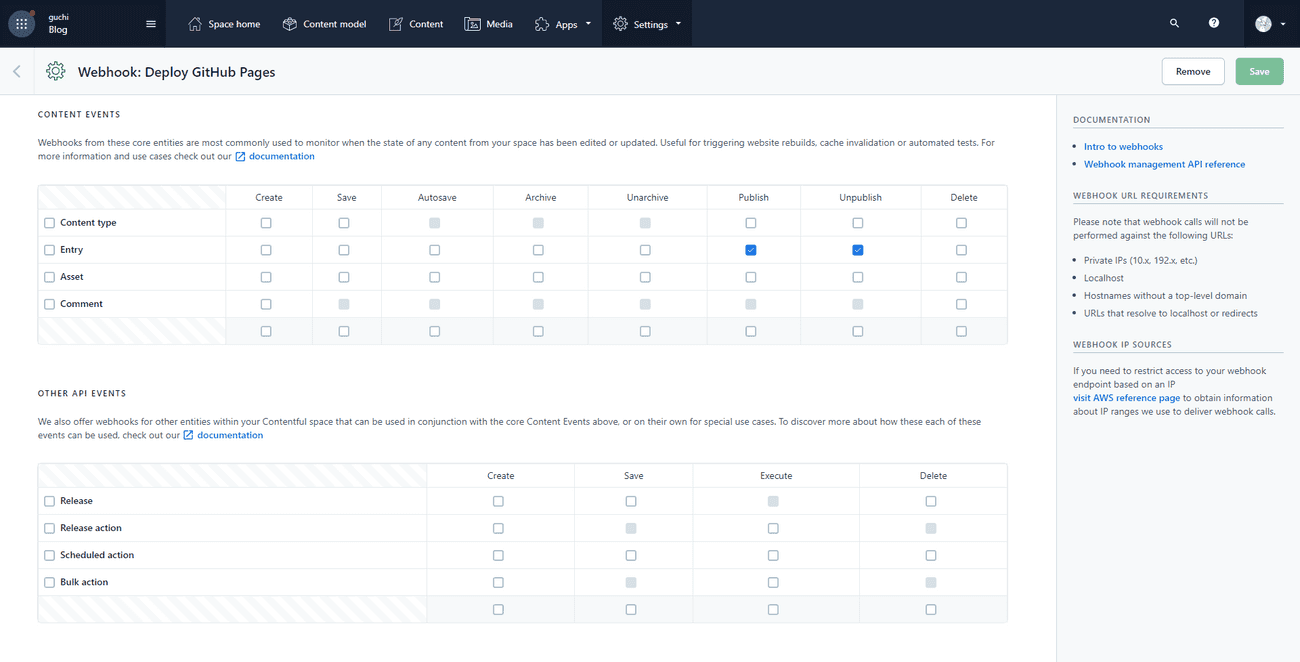 guchi
Blog
Space home
Content model
Content
Media
Apps
Settings
Webhook: Deploy GitHub Pages
Remove
Save
CONTENT EVENTS
Webhooks from these core entities are most commonly used to monitor when the state of any content from your space has been edited or updated. Useful for triggering website rebuilds, cache invalidation or automated tests. For
more information and use cases check out our documentation
Create Save Autosave Archive Unarchive Publish Unpublish Delete
Content type
Entry
Asset
Comment
OTHER API EVENTS
We also offer webhooks for other entities within your Contentful space that can be used in conjunction with the core Content Events above, or on their own for special use cases. To discover more about how these each of these
events can be used, check out our documentation
Create Save Execute Delete
Release
Release action
Scheduled action
Bulk action
DOCUMENTATION
Intro to webhooks
Webhook management API reference
WEBHOOK URL REQUIREMENTS
Please note that webhook calls will not be
performed against the following URLs:
Private IPs (10.x, 192.x, etc.)
Localhost
Hostnames without a top-level domain
URLs that resolve to localhost or redirects
WEBHOOK IP SOURCES
If you need to restrict access to your webhook
endpoint based on an IP
visit AWS reference page to obtain information
about IP ranges we use to deliver webhook calls.